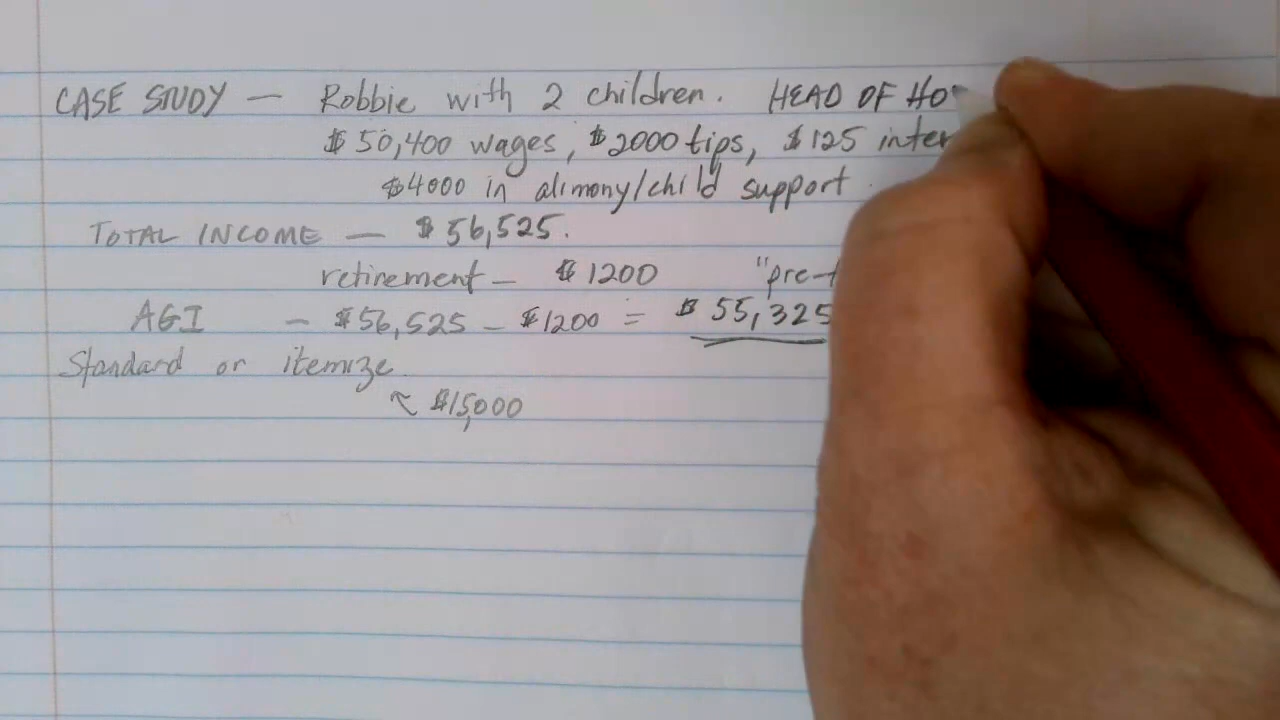 CASE STUDY — Robbie with 2 children. HEAD OF HO
$50,400 wages, $2000 tips, $125 inter
$4000 in alimony/child support
TOTAL INCOME — $56,525.
retirement — $1200 "pre-t
AGI — $56,525 — $1200 = $55,325
Standard or itemize.
↖ $15,000